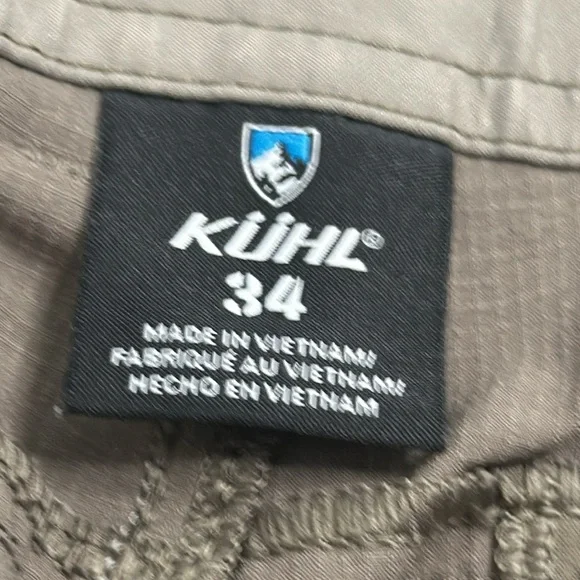 KÜHL®
34
MADE IN VIETNAM/
FABRIQUÉ AU VIETNAM/
HECHO EN VIETNAM